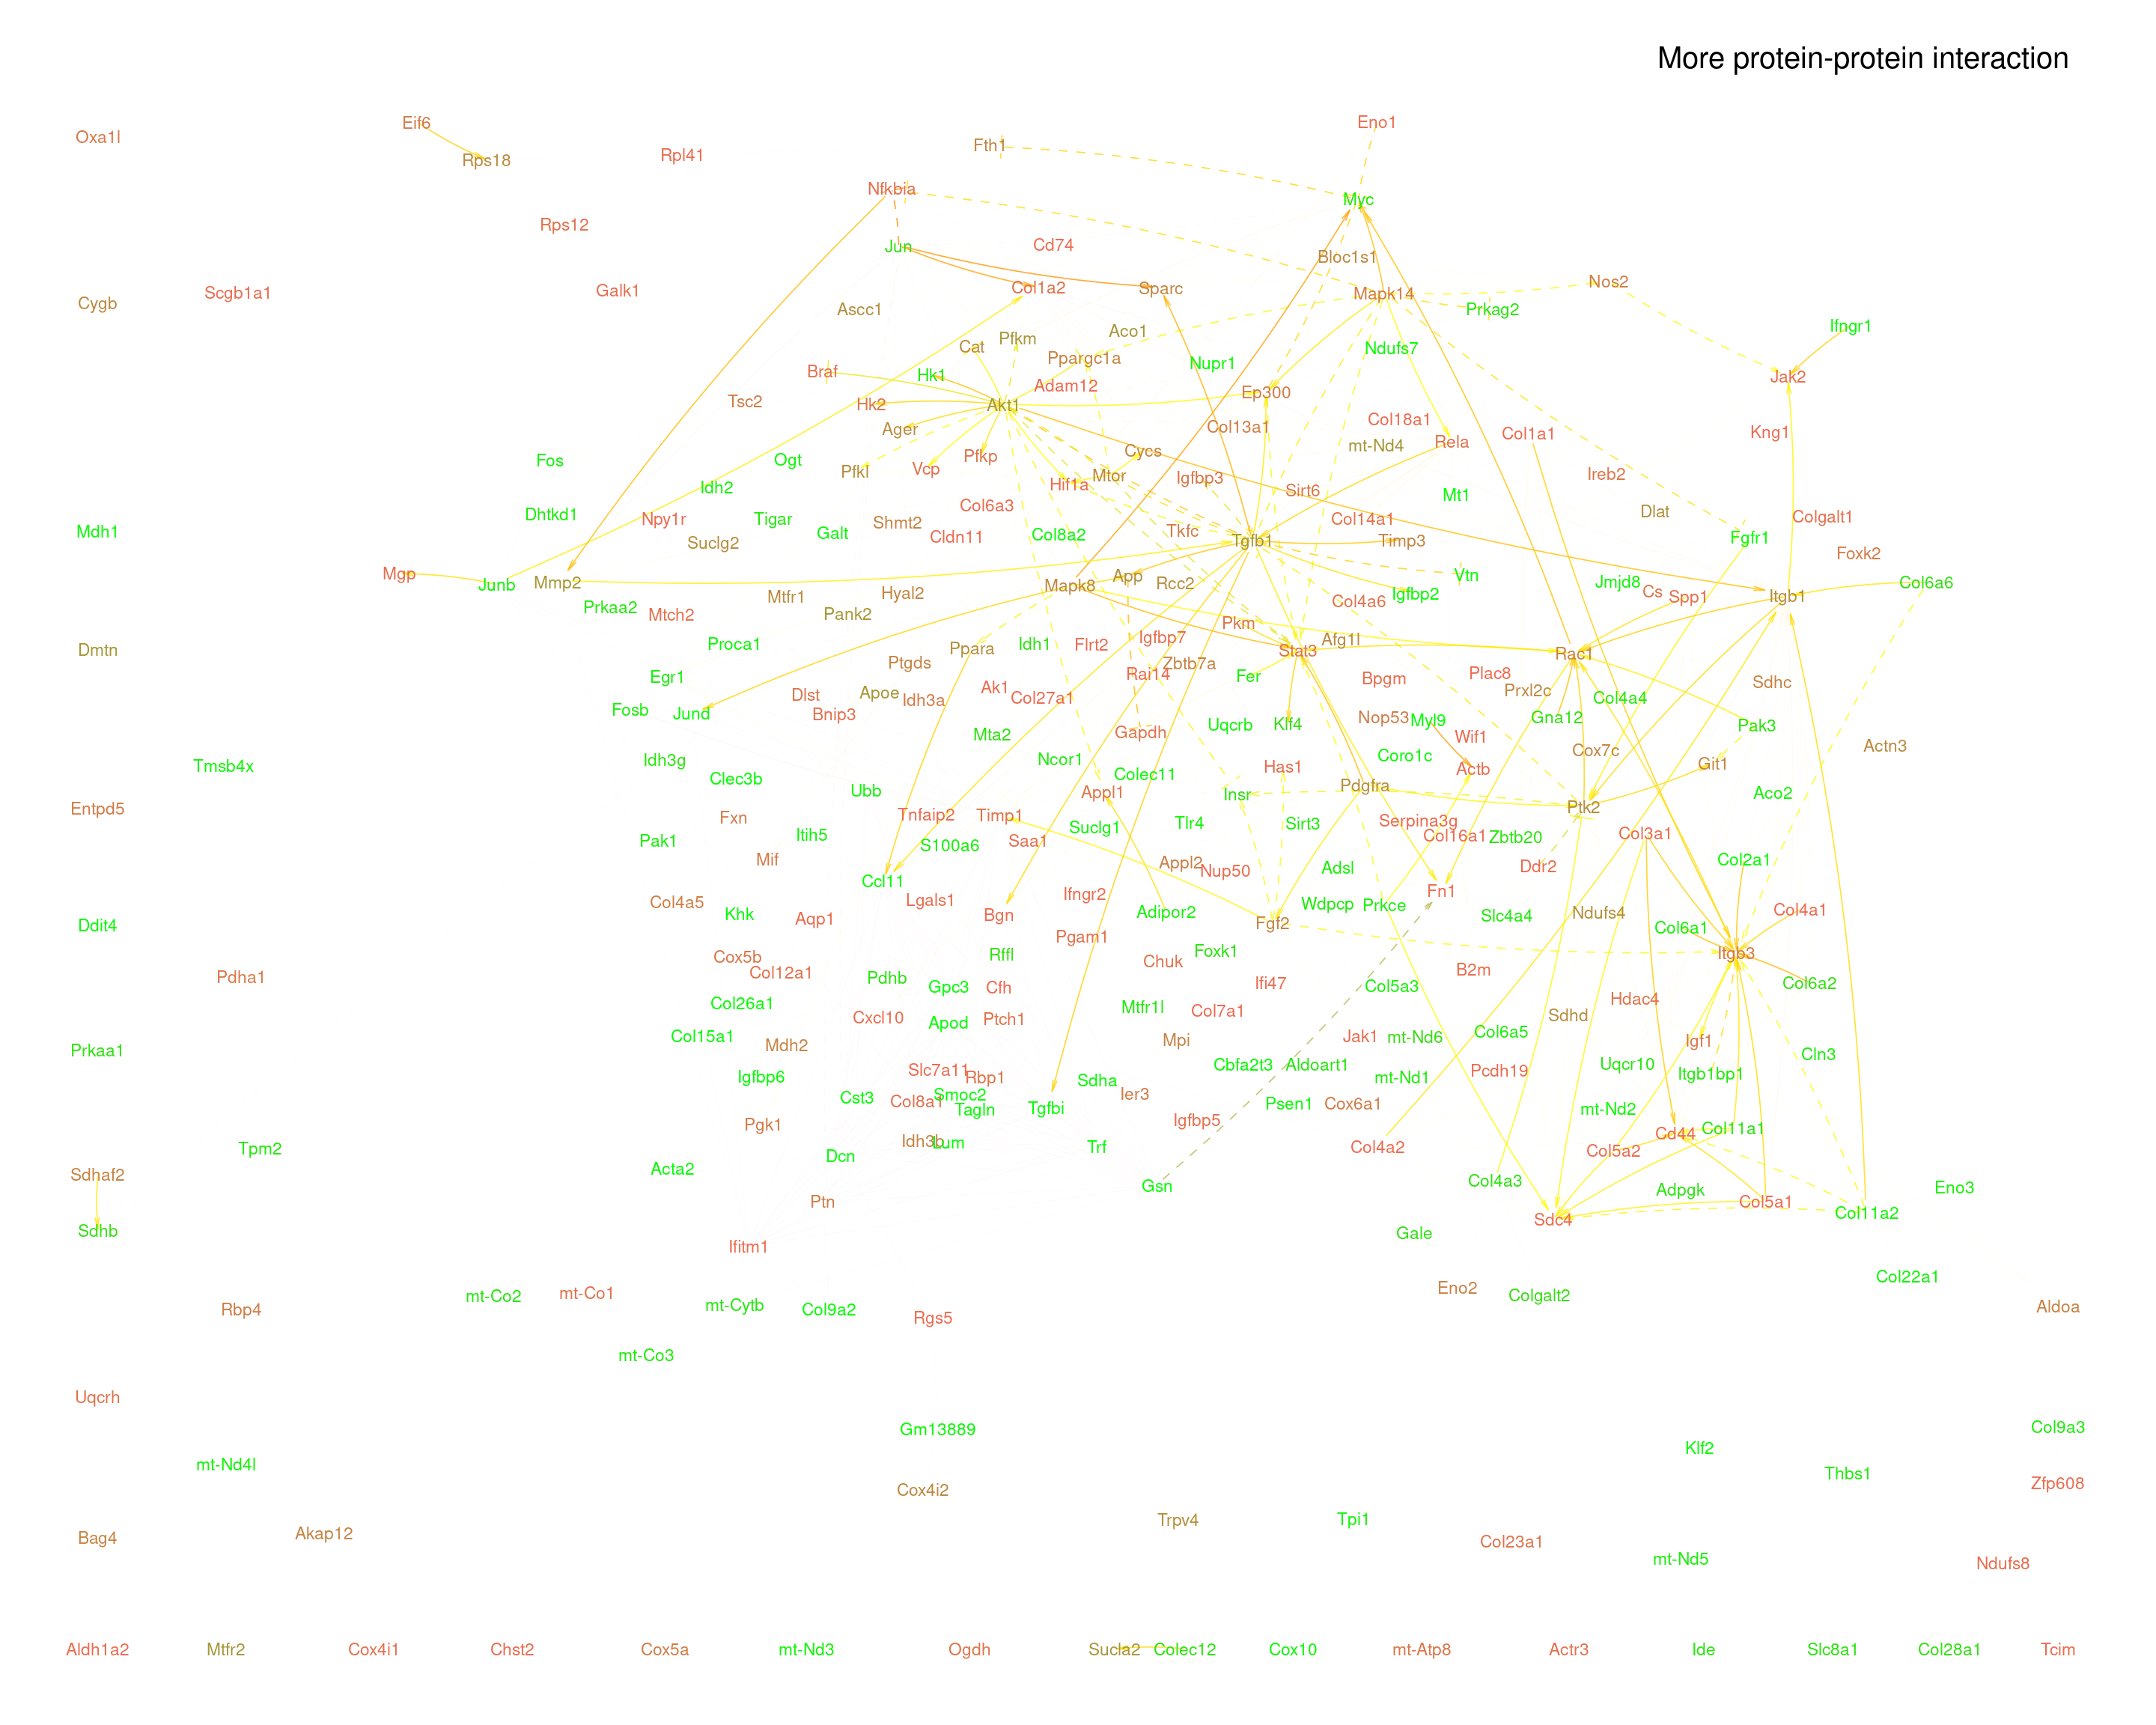 More protein-protein interaction
Eno1
Eif6
Oxa1l
Fth1
Rpl41
Rps18
Nfkbia
Myc
Rps12
Cd74
Jun
Bloc1s1
Nos2
Col1a2
Sparc
Scgb1a1
Galk1
Mapk14
Cygb
Ascc1
Prkag2
Ifngr1
Aco1
Pfkm
Cat
Ppargc1a
Ndufs7
Nupr1
Braf
Hk1
Jak2
Adam12
Ep300
Tsc2
Hk2
Akt1
Col18a1
Ager
Col13a1
Kng1
Col1a1
Rela
mt-Nd4
Cycs
Pfkp
Fos
Ogt
Vcp
Pfkl
Mtor
Igfbp3
Ireb2
Hif1a
Idh2
Sirt6
Mt1
Col6a3
Dlat
Dhtkd1
Npy1r
Tigar
Shmt2
Col14a1
Colgalt1
Mdh1
Galt
Cldn11
Col8a2
Tkfc
Tgfb1
Timp3
Fgfr1
Suclg2
Foxk2
Mgp
Junb
Mmp2
Mapk8
App
Rcc2
Vtn
Jmjd8
Col6a6
Prkaa2
Mtfr1
Hyal2
Col4a6
Igfbp2
Cs
Spp1
Itgb1
Mtch2
Pank2
Pkm
Dmtn
Proca1
Ppara
Idh1
Flrt2
Igfbp7
Stat3
Afg1l
Rac1
Ptgds
Zbtb7a
Egr1
Rai14
Fer
Bpgm
Plac8
Sdhc
Dlst
Apoe
Idh3a
Ak1
Col27a1
Prxl2c
Col4a4
Fosb
Jund
Bnip3
Uqcrb
Klf4
Nop53
Myl9
Gna12
Pak3
Mta2
Gapdh
Wif1
Cox7c
Actn3
Idh3g
Ncor1
Coro1c
Tmsb4x
Clec3b
Colec11
Has1
Actb
Git1
Ubb
Appl1
Insr
Pdgfra
Aco2
Entpd5
Fxn
Tnfaip2
Timp1
Ptk2
Suclg1
Tlr4
Sirt3
Serpina3g
Pak1
Itih5
S100a6
Saa1
Col16a1
Zbtb20
Col3a1
Mif
Appl2
Nup50
Adsl
Ddr2
Col2a1
Ccl11
Ifngr2
Fn1
Col4a5
Khk
Lgals1
Adipor2
Wdpcp
Prkce
Col4a1
Aqp1
Bgn
Fgf2
Slc4a4
Ndufs4
Ddit4
Pgam1
Col6a1
Cox5b
Rffl
Foxk1
Itgb3
Pdha1
Col12a1
Pdhb
Chuk
B2m
Gpc3
Cfh
Ifi47
Col5a3
Col6a2
Col26a1
Mtfr1l
Col7a1
Hdac4
Cxcl10
Apod
Ptch1
Sdhd
Col15a1
Mdh2
Mpi
Jak1
mt-Nd6
Col6a5
Igf1
Prkaa1
Cln3
Slc7a11
Rbp1
Cbfa2t3
Aldoart1
Pcdh19
Uqcr10
Itgb1bp1
Igfbp6
Sdha
mt-Nd1
Cst3
Col8a1
Smoc2
Tagln
Tgfbi
Ier3
Psen1
Cox6a1
mt-Nd2
Pgk1
Igfbp5
Col11a1
Cd44
Tpm2
Dcn
Idh3b
Lum
Trf
Col4a2
Col5a2
Acta2
Sdhaf2
Gsn
Col4a3
Adpgk
Eno3
Ptn
Col5a1
Sdc4
Col11a2
Sdhb
Gale
Ifitm1
Col22a1
Eno2
mt-Co2
mt-Co1
Colgalt2
mt-Cytb
Col9a2
Rbp4
Aldoa
Rgs5
mt-Co3
Uqcrh
Gm13889
Col9a3
Klf2
mt-Nd4l
Thbs1
Cox4i2
Zfp608
Trpv4
Tpi1
Akap12
Bag4
Col23a1
mt-Nd5
Ndufs8
Aldh1a2
Mtfr2
Cox4i1
Chst2
Cox5a
mt-Nd3
Ogdh
Sucla2
Colec12
Cox10
mt-Atp8
Actr3
Ide
Slc8a1
Col28a1
Tcim